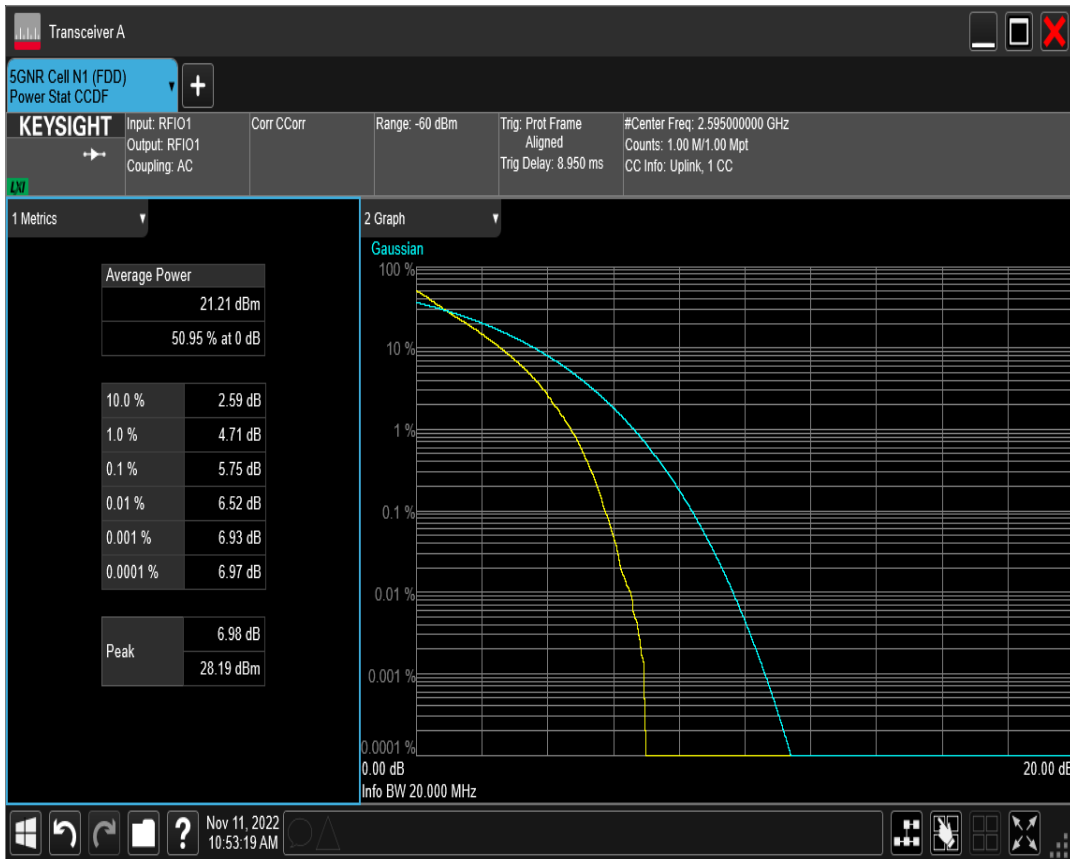 Transceiver A
5GNR Cell N1 (FDD)
Power Stat CCDF
+
KEYSIGHT
LXI
Input: RFIO1
Output: RFIO1
Coupling: AC
Corr CCorr
Range: -60 dBm
Trig: Prot Frame
Aligned
Trig Delay: 8.950 ms
#Center Freq: 2.595000000 GHz
Counts: 1.00 M/1.00 Mpt
CC Info: Uplink, 1 CC
1 Metrics
Average Power
21.21 dBm
50.95 % at 0 dB
10.0 % 2.59 dB
1.0 % 4.71 dB
0.1 % 5.75 dB
0.01 % 6.52 dB
0.001 % 6.93 dB
0.0001 % 6.97 dB
Peak
6.98 dB
28.19 dBm
2 Graph
Gaussian
100 %
10 %
1 %
0.1 %
0.01 %
0.001 %
0.0001 %
0.00 dB
20.00 dB
Info BW 20.000 MHz
?
Nov 11, 2022
10:53:19 AM